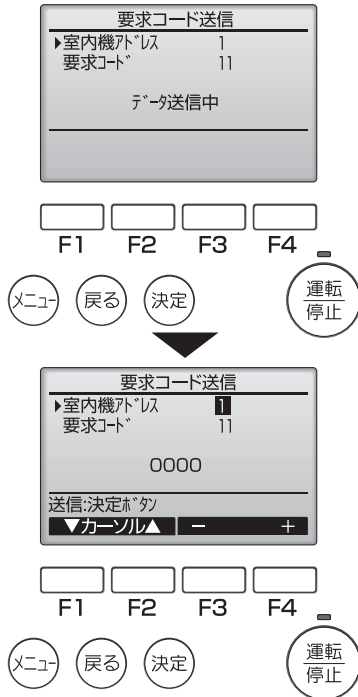 要求コード送信
▶室内機アドレス 1
要求コード 11
データ送信中
F1 F2 F3 F4
メニュー 戻る 決定 運転
停止
要求コード送信
▶室内機アドレス 1
要求コード 11
0000
送信:決定ボタン
▼カーソル▲ − +
F1 F2 F3 F4
メニュー 戻る 決定 運転
停止